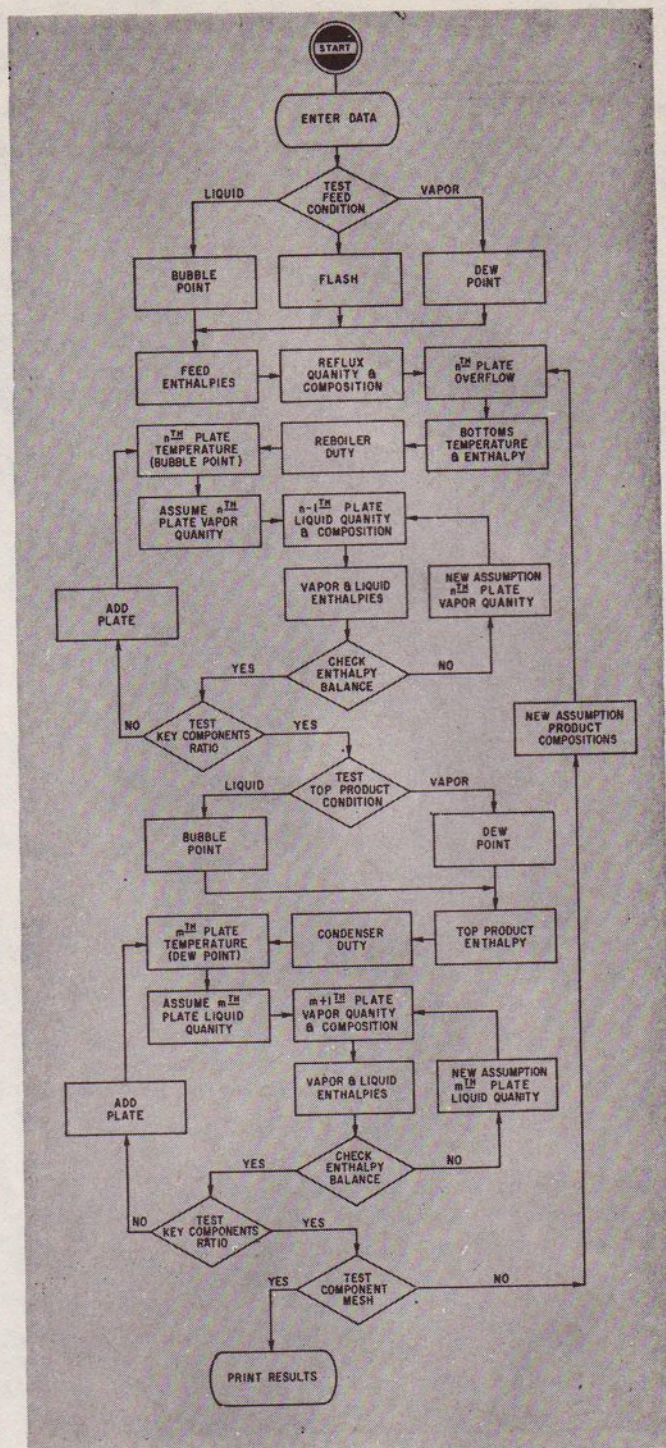 START
ENTER DATA
LIQUID
TEST
FEED
CONDITION
VAPOR
BUBBLE
POINT
FLASH
DEW
POINT
FEED
ENTHALPIES
REFLUX
QUANTITY &
COMPOSITION
nTH PLATE
OVERFLOW
nTH PLATE
TEMPERATURE
(BUBBLE POINT)
REBOILER
DUTY
BOTTOMS
TEMPERATURE
& ENTHALPY
ASSUME nTH
PLATE VAPOR
QUANITY
n-1TH PLATE
LIQUID QUANTITY
& COMPOSITION
ADD
PLATE
VAPOR & LIQUID
ENTHALPIES
NEW ASSUMPTION
nTH PLATE
VAPOR QUANTITY
YES
CHECK
ENTHALPY
BALANCE
NO
NO
TEST
KEY COMPONENTS
RATIO
YES
NEW ASSUMPTION
PRODUCT
COMPOSITIONS
LIQUID
TEST
TOP PRODUCT
CONDITION
VAPOR
BUBBLE
POINT
DEW
POINT
mTH PLATE
TEMPERATURE
(DEW POINT)
CONDENSER
DUTY
TOP PRODUCT
ENTHALPY
ASSUME mTH
PLATE LIQUID
QUANITY
m+1TH PLATE
VAPOR QUANTITY
& COMPOSITION
ADD
PLATE
VAPOR & LIQUID
ENTHALPIES
NEW ASSUMPTION
mTH PLATE
LIQUID QUANTITY
YES
CHECK
ENTHALPY
BALANCE
NO
NO
TEST
KEY COMPONENTS
RATIO
YES
YES
TEST
COMPONENT
MESH
NO
PRINT RESULTS